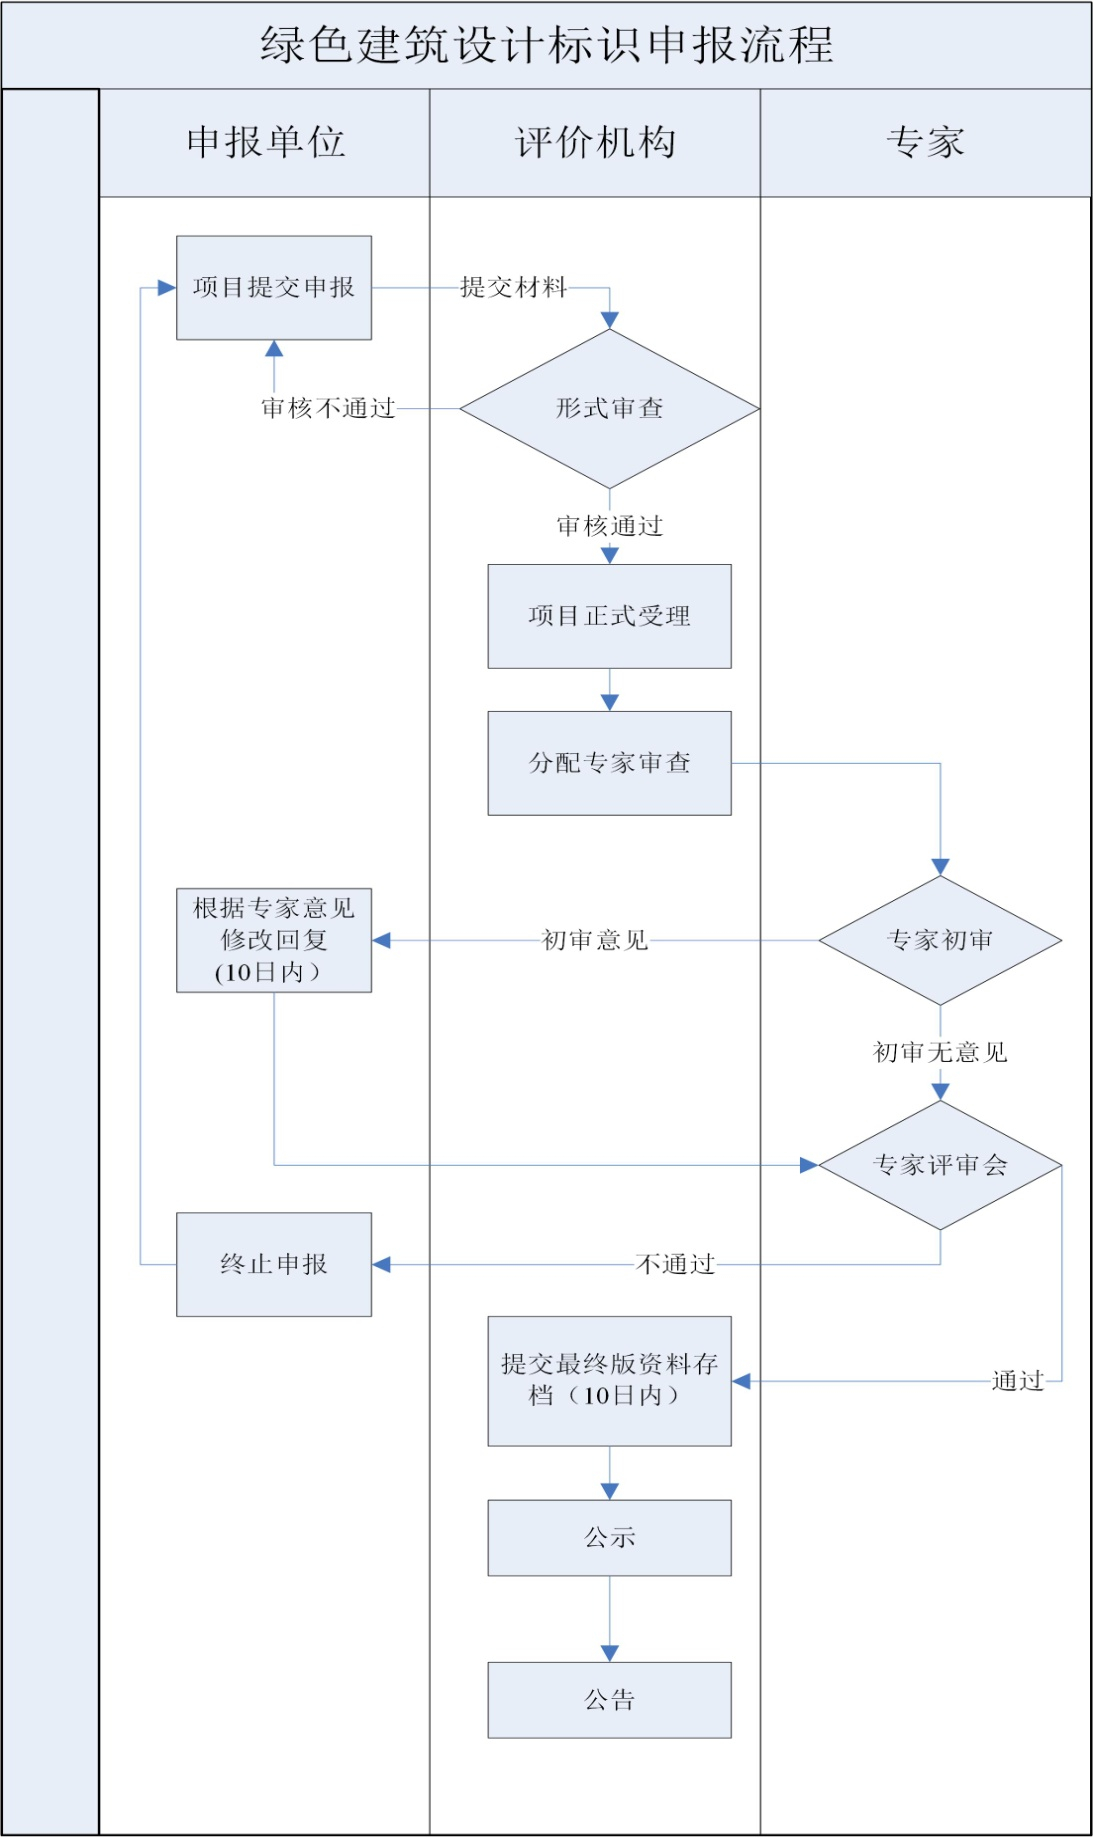 绿色建筑设计标识申报流程
申报单位
评价机构
专家
项目提交申报
提交材料
审核不通过
形式审查
审核通过
项目正式受理
分配专家审查
根据专家意见
修改回复
(10日内）
初审意见
专家初审
初审无意见
专家评审会
终止申报
不通过
提交最终版资料存
档（10日内）
通过
公示
公告